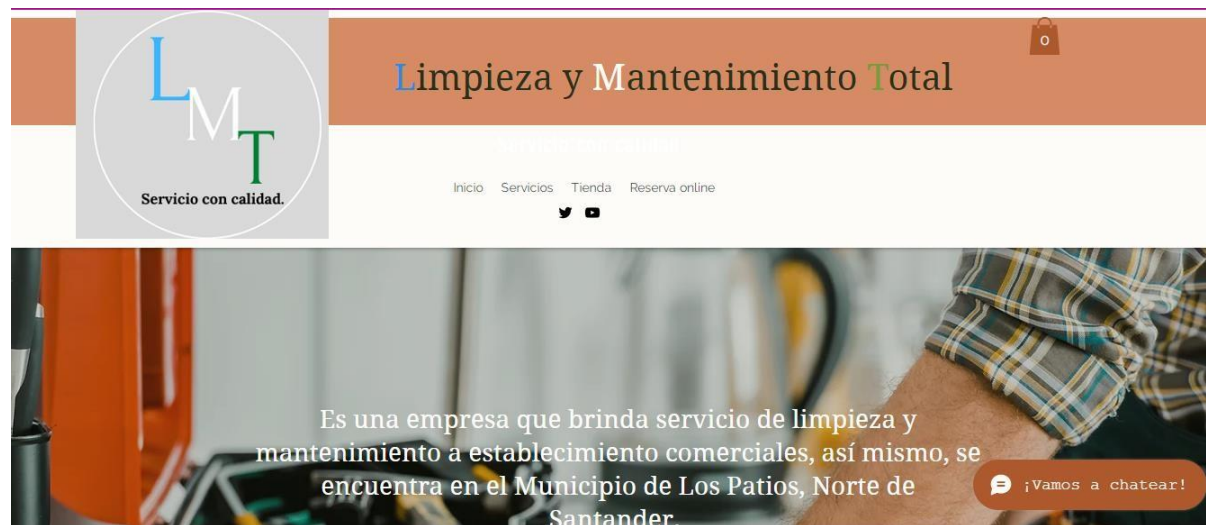 L
M
T
Servicio con calidad.
Limpieza y Mantenimiento Total
0
Inicio Servicios Tienda Reserva online
Es una empresa que brinda servicio de limpieza y
mantenimiento a establecimiento comerciales, así mismo, se
encuentra en el Municipio de Los Patios, Norte de
Santander.
¡Vamos a chatear!